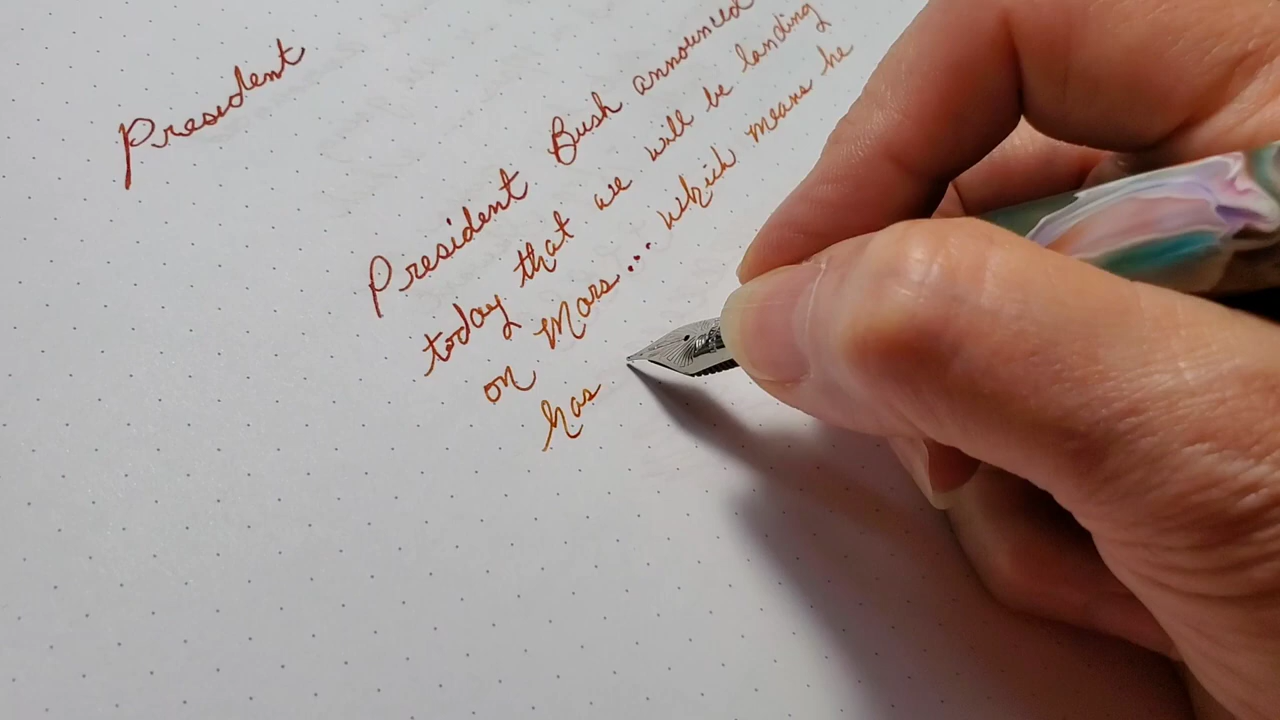 President
President Bush announced
today that we will be landing
on Mars... which means he
has